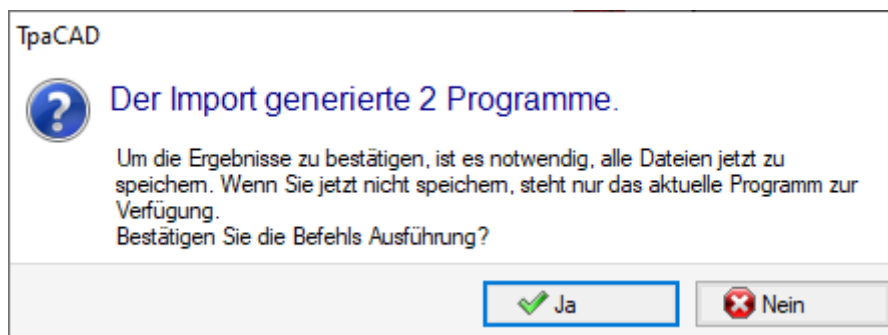 TpaCAD
Der Import generierte 2 Programme.
Um die Ergebnisse zu bestätigen, ist es notwendig, alle Dateien jetzt zu
speichern. Wenn Sie jetzt nicht speichern, steht nur das aktuelle Programm zur
Verfügung.
Bestätigen Sie die Befehls Ausführung?
Ja
Nein